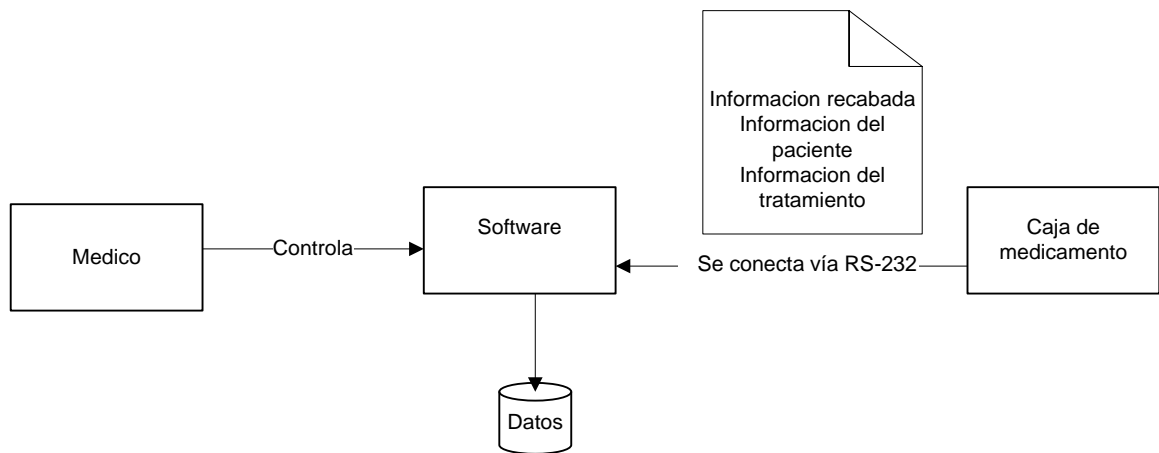 Informacion recabada
Informacion del
paciente
Informacion del
tratamiento
Medico
Controla
Software
Se conecta vía RS-232
Caja de
medicamento
Datos